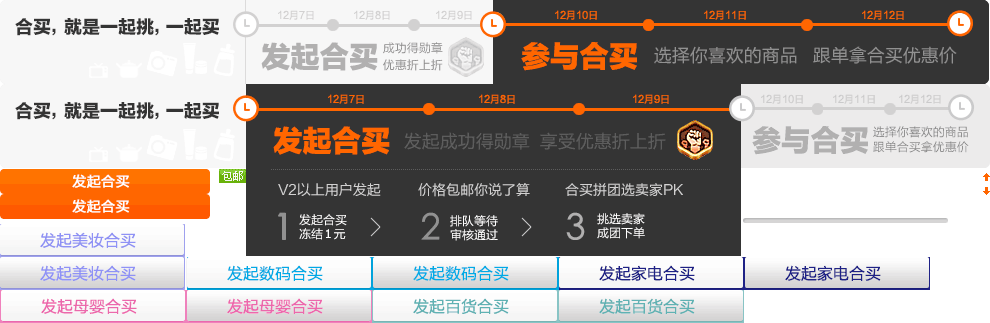 合买，就是一起挑，一起买
12月7日 12月8日 12月9日
发起合买
成功得勋章
优惠折上折
12月10日 12月11日 12月12日
参与合买 选择你喜欢的商品 跟单拿合买优惠价
合买，就是一起挑，一起买
12月7日 12月8日 12月9日
发起合买 发起成功得勋章 享受优惠折上折
12月10日 12月11日 12月12日
参与合买
选择你喜欢的商品
跟单合买拿优惠价
发起合买
包邮
发起合买
V2以上用户发起 价格包邮你说了算 合买拼团选卖家PK
1 发起合买
冻结1元
2 排队等待
审核通过
3 挑选卖家
成团下单
发起美妆合买
发起美妆合买 发起数码合买 发起数码合买 发起家电合买 发起家电合买
发起母婴合买 发起母婴合买 发起百货合买 发起百货合买